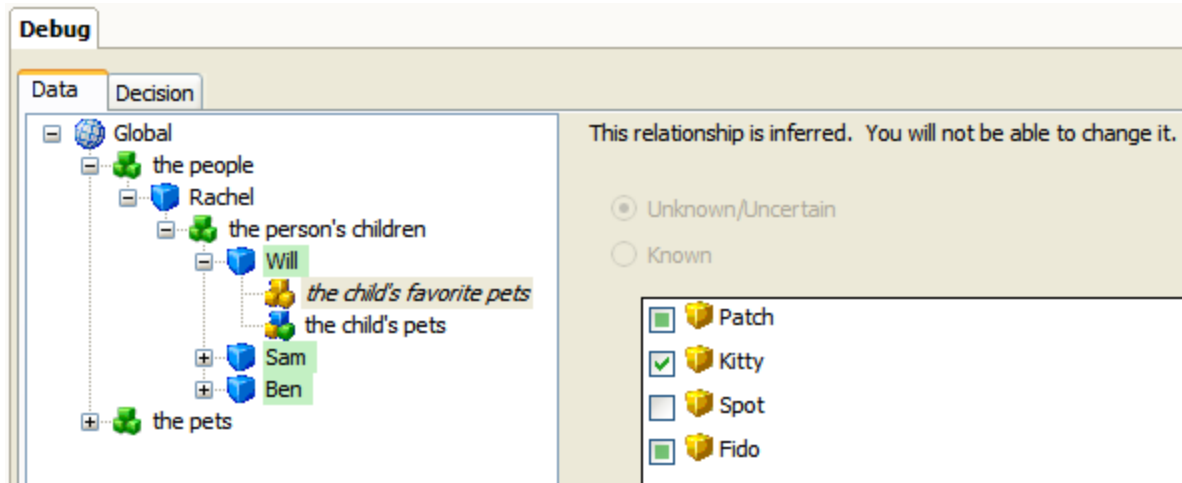 Debug
Data
Decision
Global
the people
Rachel
the person's children
Will
the child's favorite pets
the child's pets
Sam
Ben
the pets
This relationship is inferred. You will not be able to change it.
Unknown/Uncertain
Known
Patch
Kitty
Spot
Fido